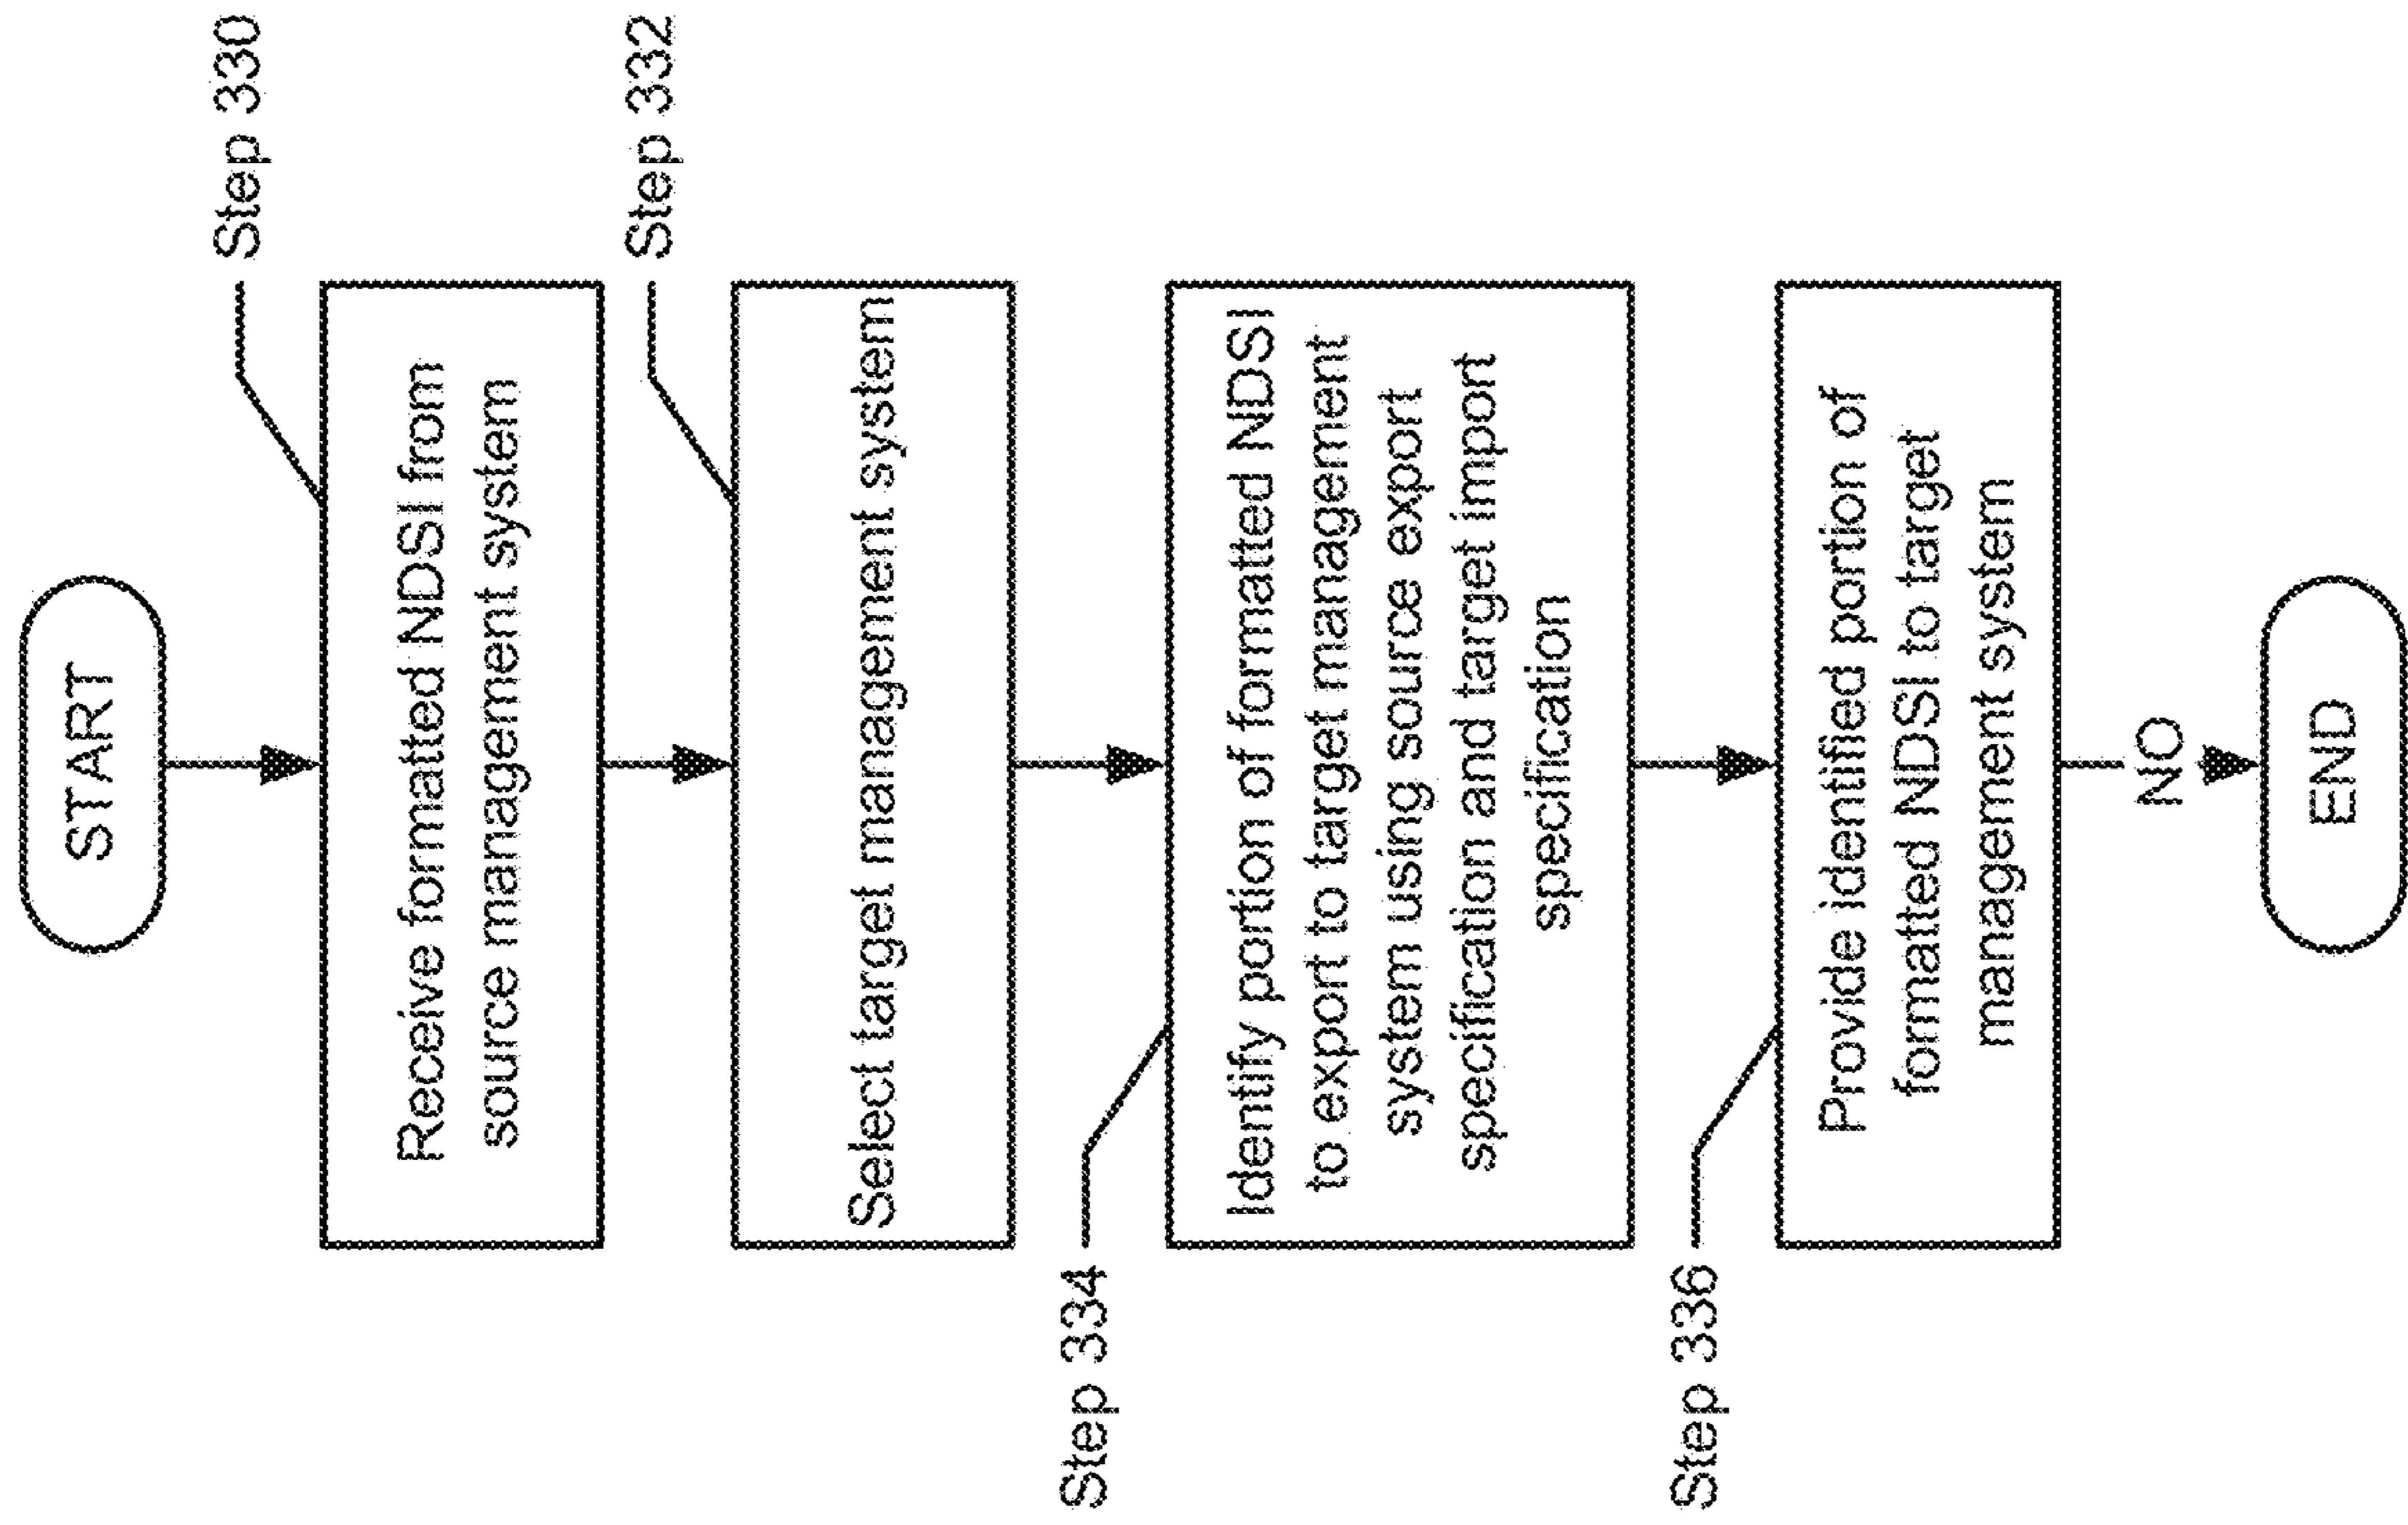 START
Step 330
Receive formatted NDSI from
source management system
Step 332
Select target management system
Step 334
Identify portion of formatted NDSI
to export to target management
system using source export
specification and target import
specification
Step 336
Provide identified portion of
formatted NDSI to target
management system
NO
END